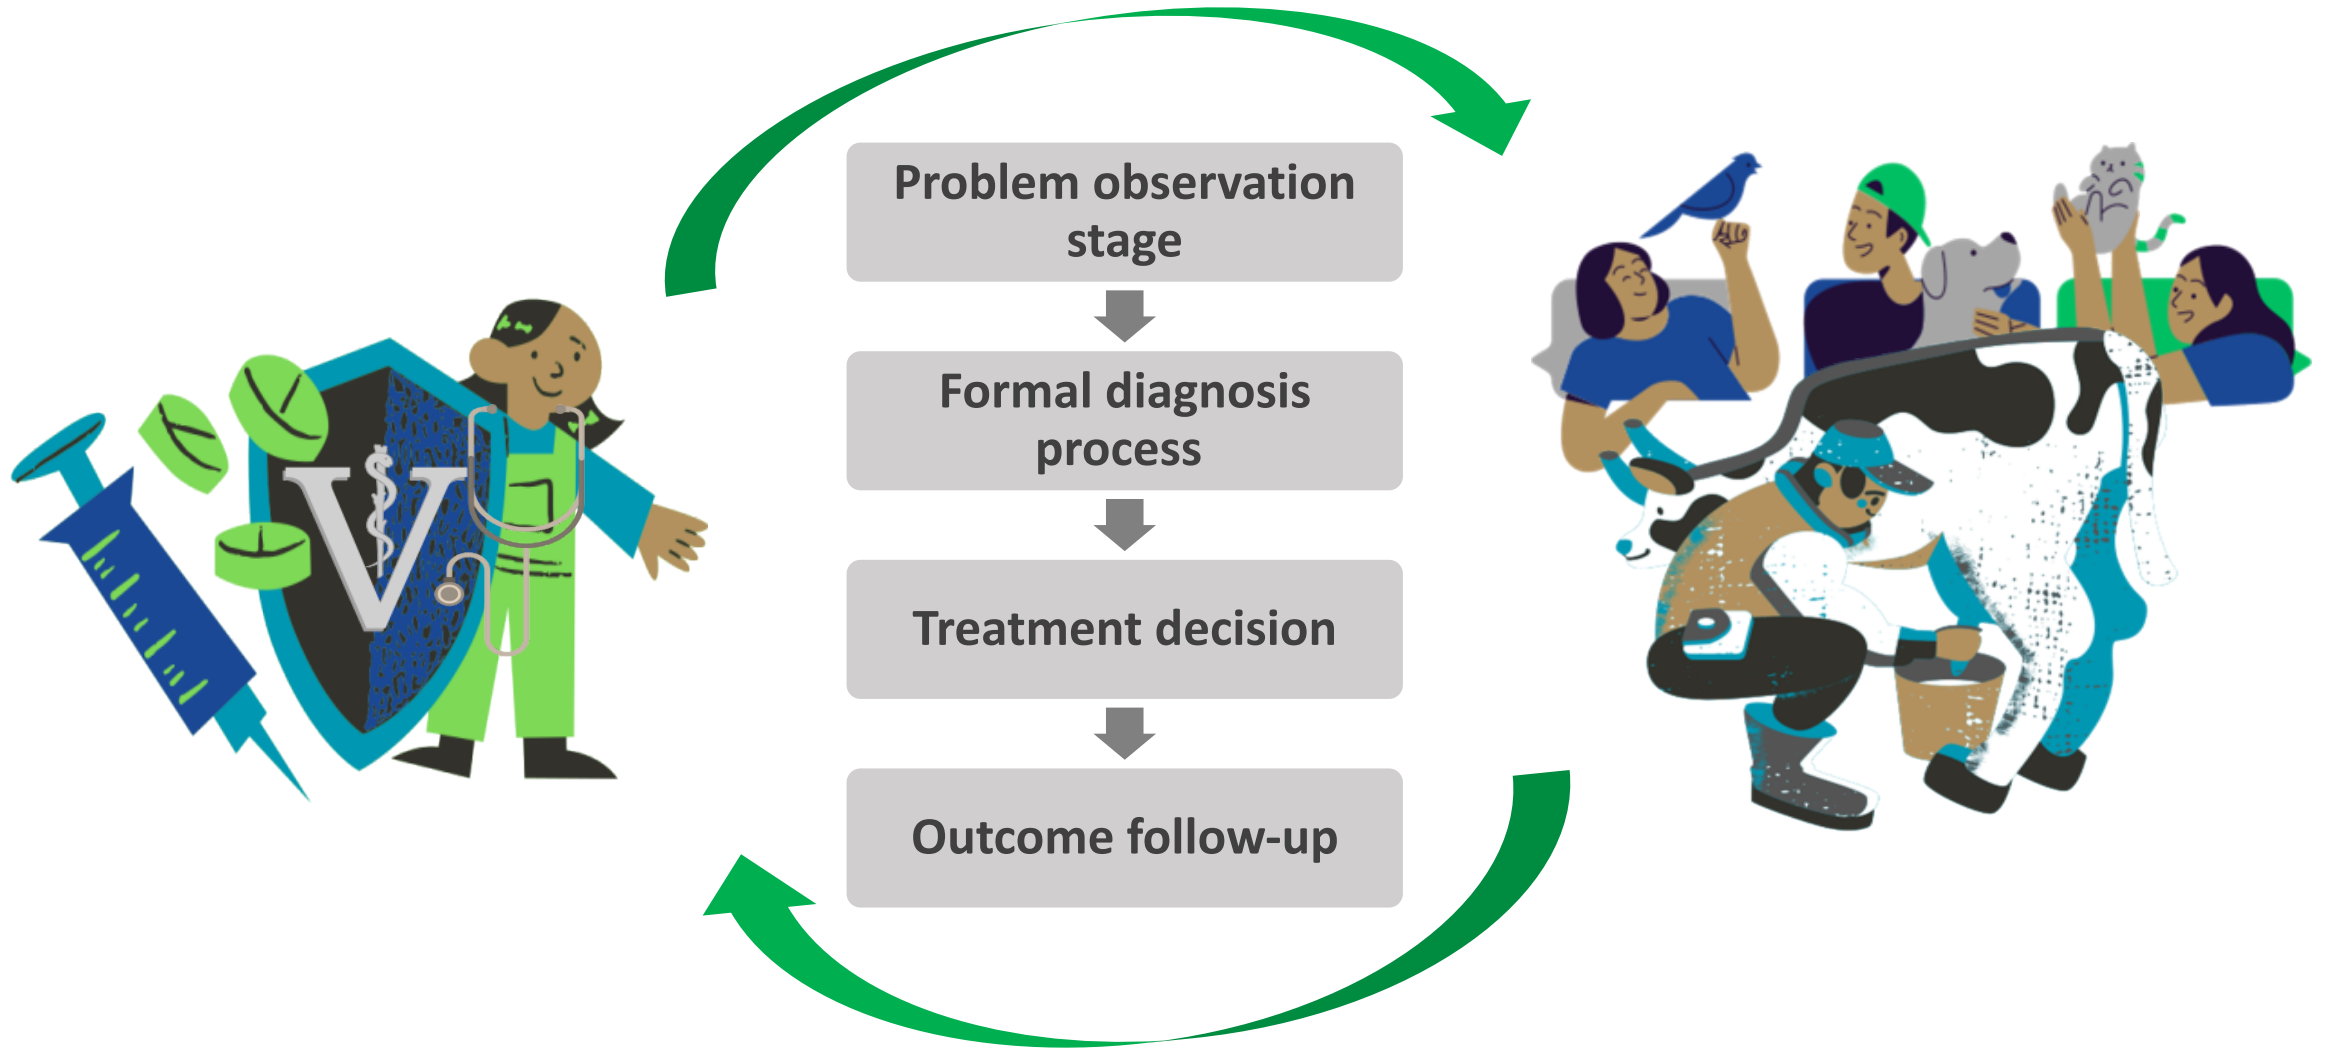 Problem observation
stage
Formal diagnosis
process
Treatment decision
Outcome follow-up
V